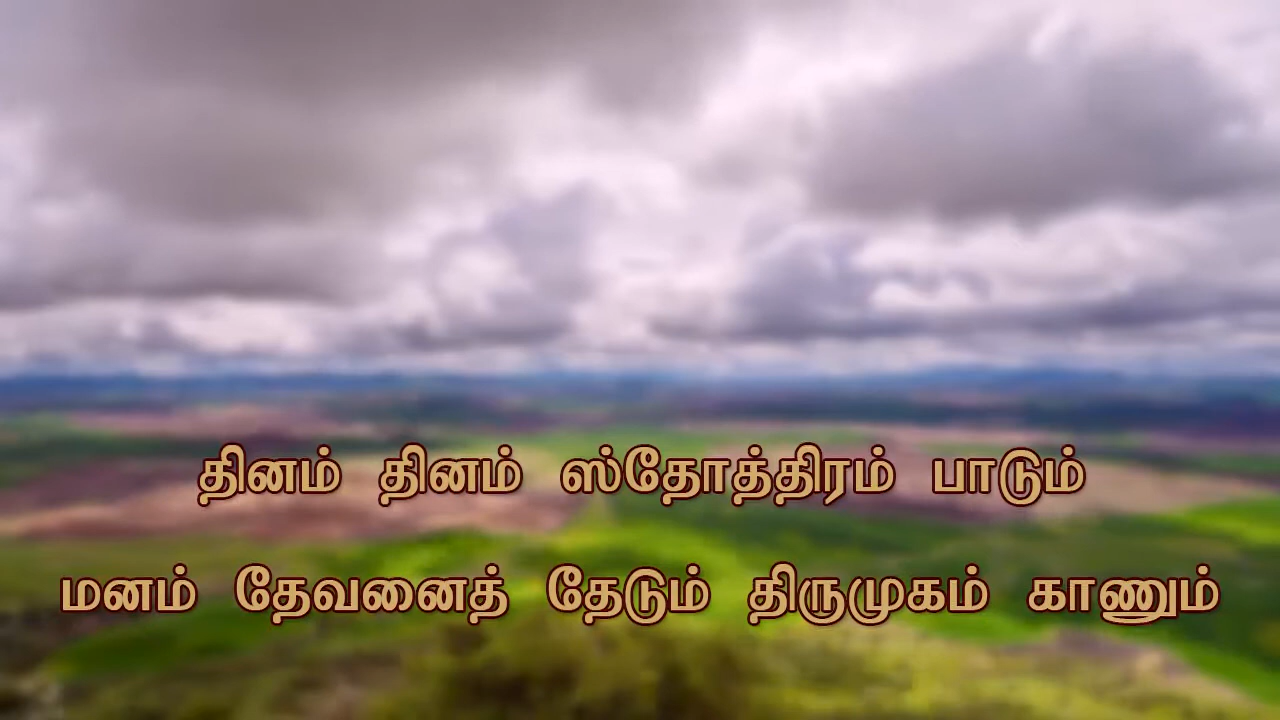 தினம் தினம் ஸ்தோத்திரம் பாடும்
மனம் தேவனைத் தேடும் திருமுகம் காணும்